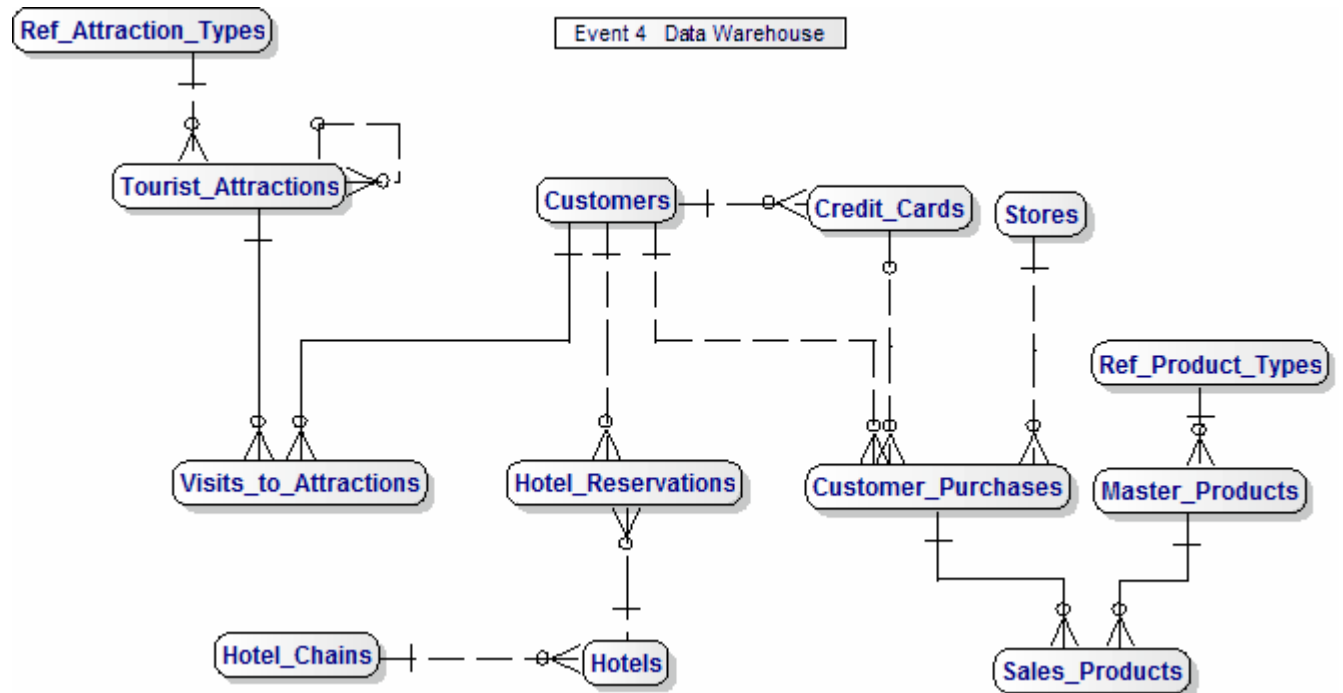 Ref_Attraction_Types
Event 4 Data Warehouse
Tourist_Attractions
Customers
Credit_Cards
Stores
Ref_Product_Types
Visits_to_Attractions
Hotel_Reservations
Customer_Purchases
Master_Products
Hotel_Chains
Hotels
Sales_Products